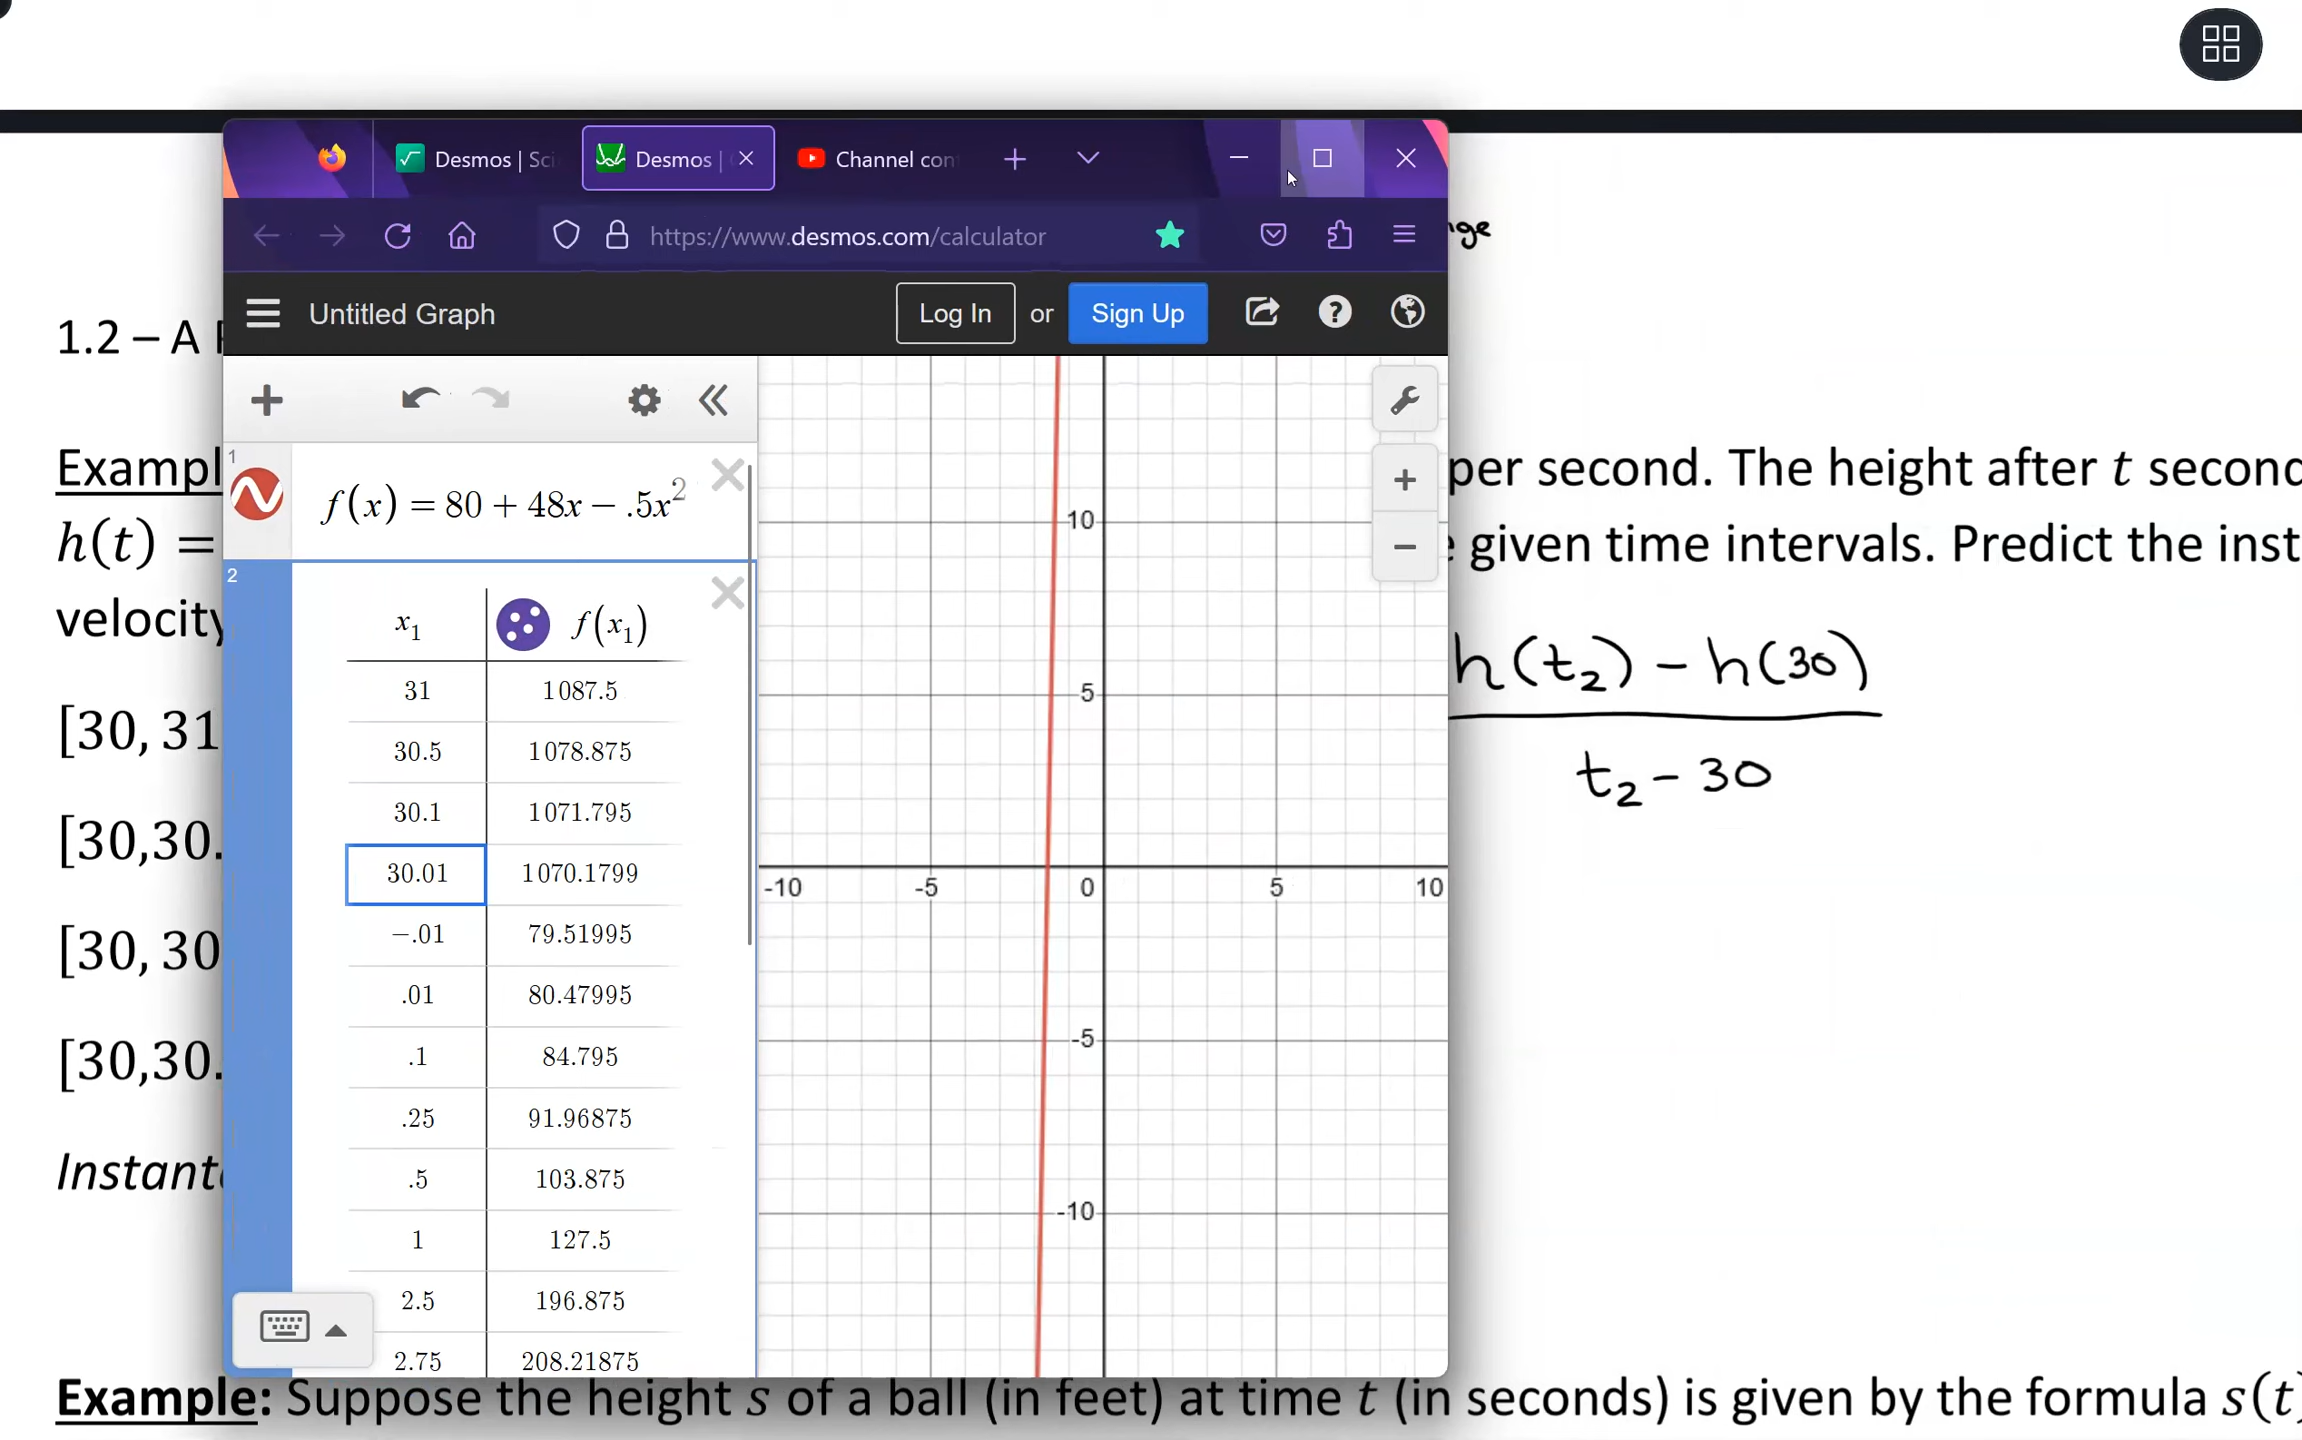 Desmos | Sci
Desmos |
Channel con
https://www.desmos.com/calculator
nge
Untitled Graph
Log In or Sign Up
1.2 – A
1
f(x) = 80 + 48x − .5x²
Exampl
per second. The height after t second
h(t) =
given time intervals. Predict the inst
velocity
2
x₁ f(x₁)
31 1087.5
30.5 1078.875
30.1 1071.795
30.01 1070.1799
−.01 79.51995
.01 80.47995
.1 84.795
.25 91.96875
.5 103.875
1 127.5
2.5 196.875
2.75 208.21875
10
5
-10 -5 0 5 10
-5
-10
h(t₂) − h(30)
t₂ − 30
[30, 31
[30,30.
[30, 30
[30,30.
Instant
Example: Suppose the height s of a ball (in feet) at time t (in seconds) is given by the formula s(t)